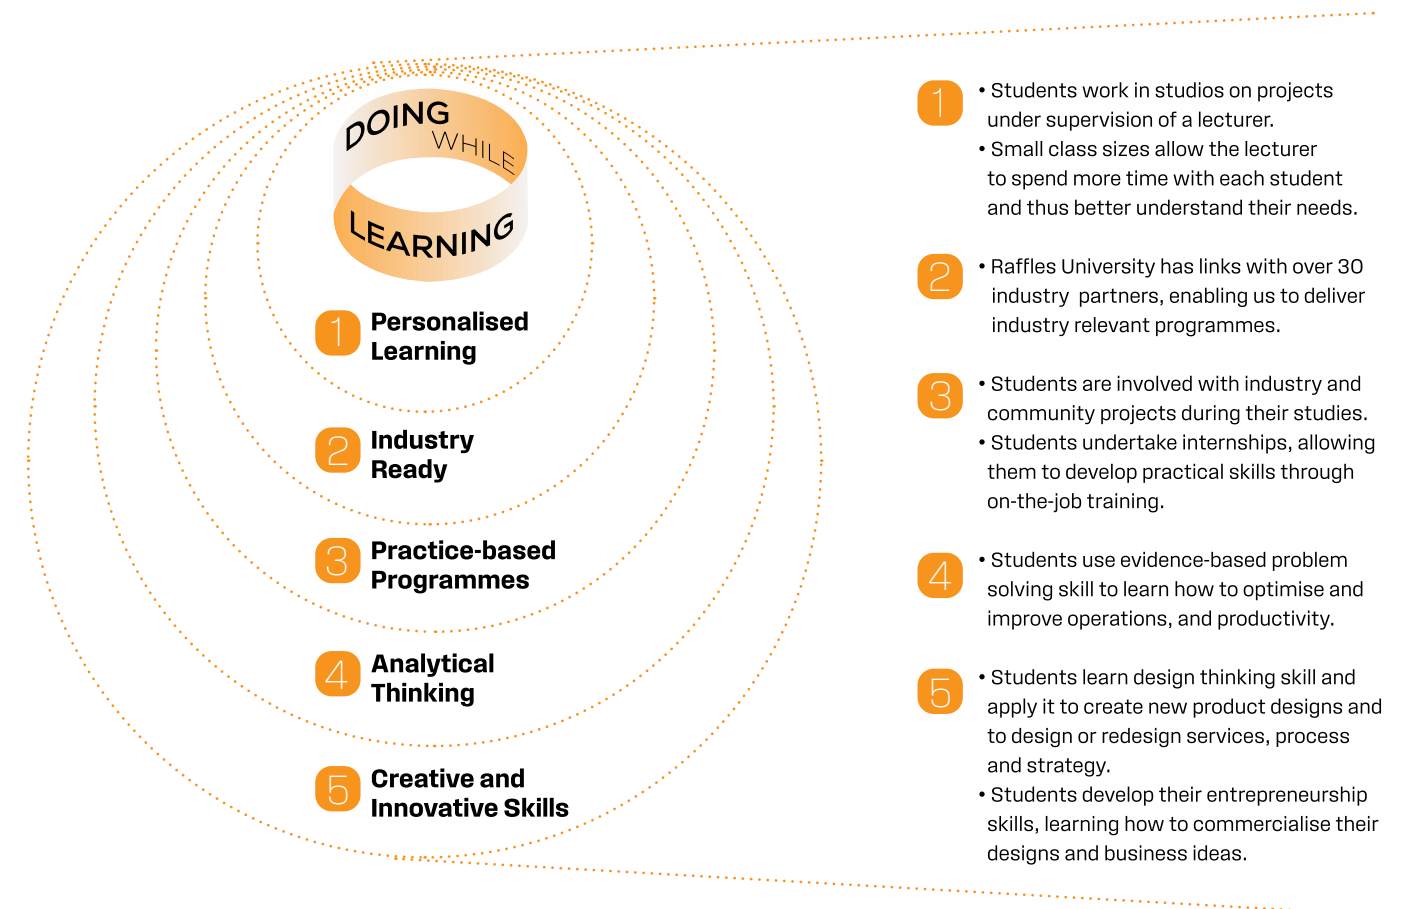 DOING
WHILE
LEARNING
1
Personalised
Learning
2
Industry
Ready
3
Practice-based
Programmes
4
Analytical
Thinking
5
Creative and
Innovative Skills
1
• Students work in studios on projects
under supervision of a lecturer.
• Small class sizes allow the lecturer
to spend more time with each student
and thus better understand their needs.
2
• Raffles University has links with over 30
industry partners, enabling us to deliver
industry relevant programmes.
3
• Students are involved with industry and
community projects during their studies.
• Students undertake internships, allowing
them to develop practical skills through
on-the-job training.
4
• Students use evidence-based problem
solving skill to learn how to optimise and
improve operations, and productivity.
5
• Students learn design thinking skill and
apply it to create new product designs and
to design or redesign services, process
and strategy.
• Students develop their entrepreneurship
skills, learning how to commercialise their
designs and business ideas.